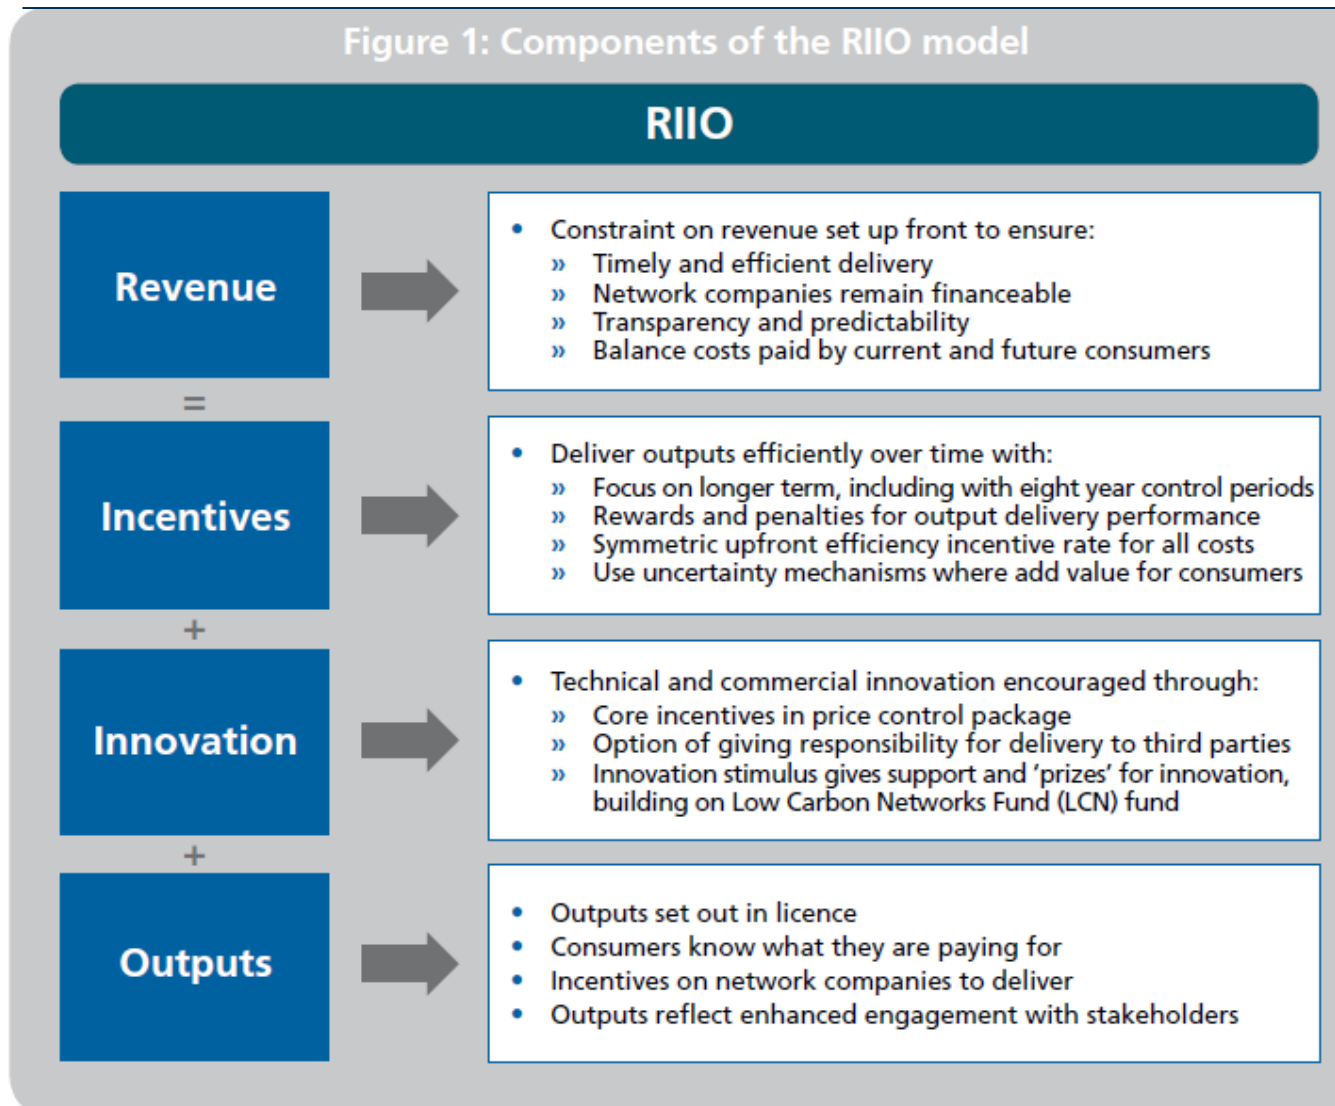 Figure 1: Components of the RIIO model
RIIO
Revenue
• Constraint on revenue set up front to ensure:
» Timely and efficient delivery
» Network companies remain financeable
» Transparency and predictability
» Balance costs paid by current and future consumers
=
Incentives
• Deliver outputs efficiently over time with:
» Focus on longer term, including with eight year control periods
» Rewards and penalties for output delivery performance
» Symmetric upfront efficiency incentive rate for all costs
» Use uncertainty mechanisms where add value for consumers
+
Innovation
• Technical and commercial innovation encouraged through:
» Core incentives in price control package
» Option of giving responsibility for delivery to third parties
» Innovation stimulus gives support and ‘prizes’ for innovation,
building on Low Carbon Networks Fund (LCN) fund
+
Outputs
• Outputs set out in licence
• Consumers know what they are paying for
• Incentives on network companies to deliver
• Outputs reflect enhanced engagement with stakeholders